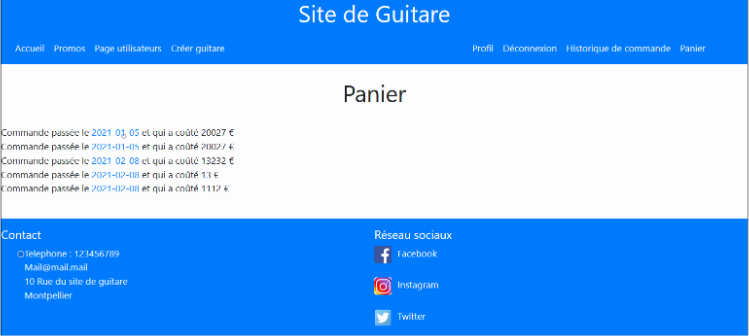 Site de Guitare
Accueil Promos Page utilisateurs Créer guitare Profil Déconnexion Historique de commande Panier
Panier
Commande passée le 2021-01-05 et qui a coûté 20027 €
Commande passée le 2021-01-05 et qui a coûté 20027 €
Commande passée le 2021-02-08 et qui a coûté 13232 €
Commande passée le 2021-02-08 et qui a coûté 13 €
Commande passée le 2021-02-08 et qui a coûté 1112 €
Contact
Telephone : 123456789
Mail@mail.mail
10 Rue du site de guitare
Montpellier
Réseau sociaux
Facebook
Instagram
Twitter